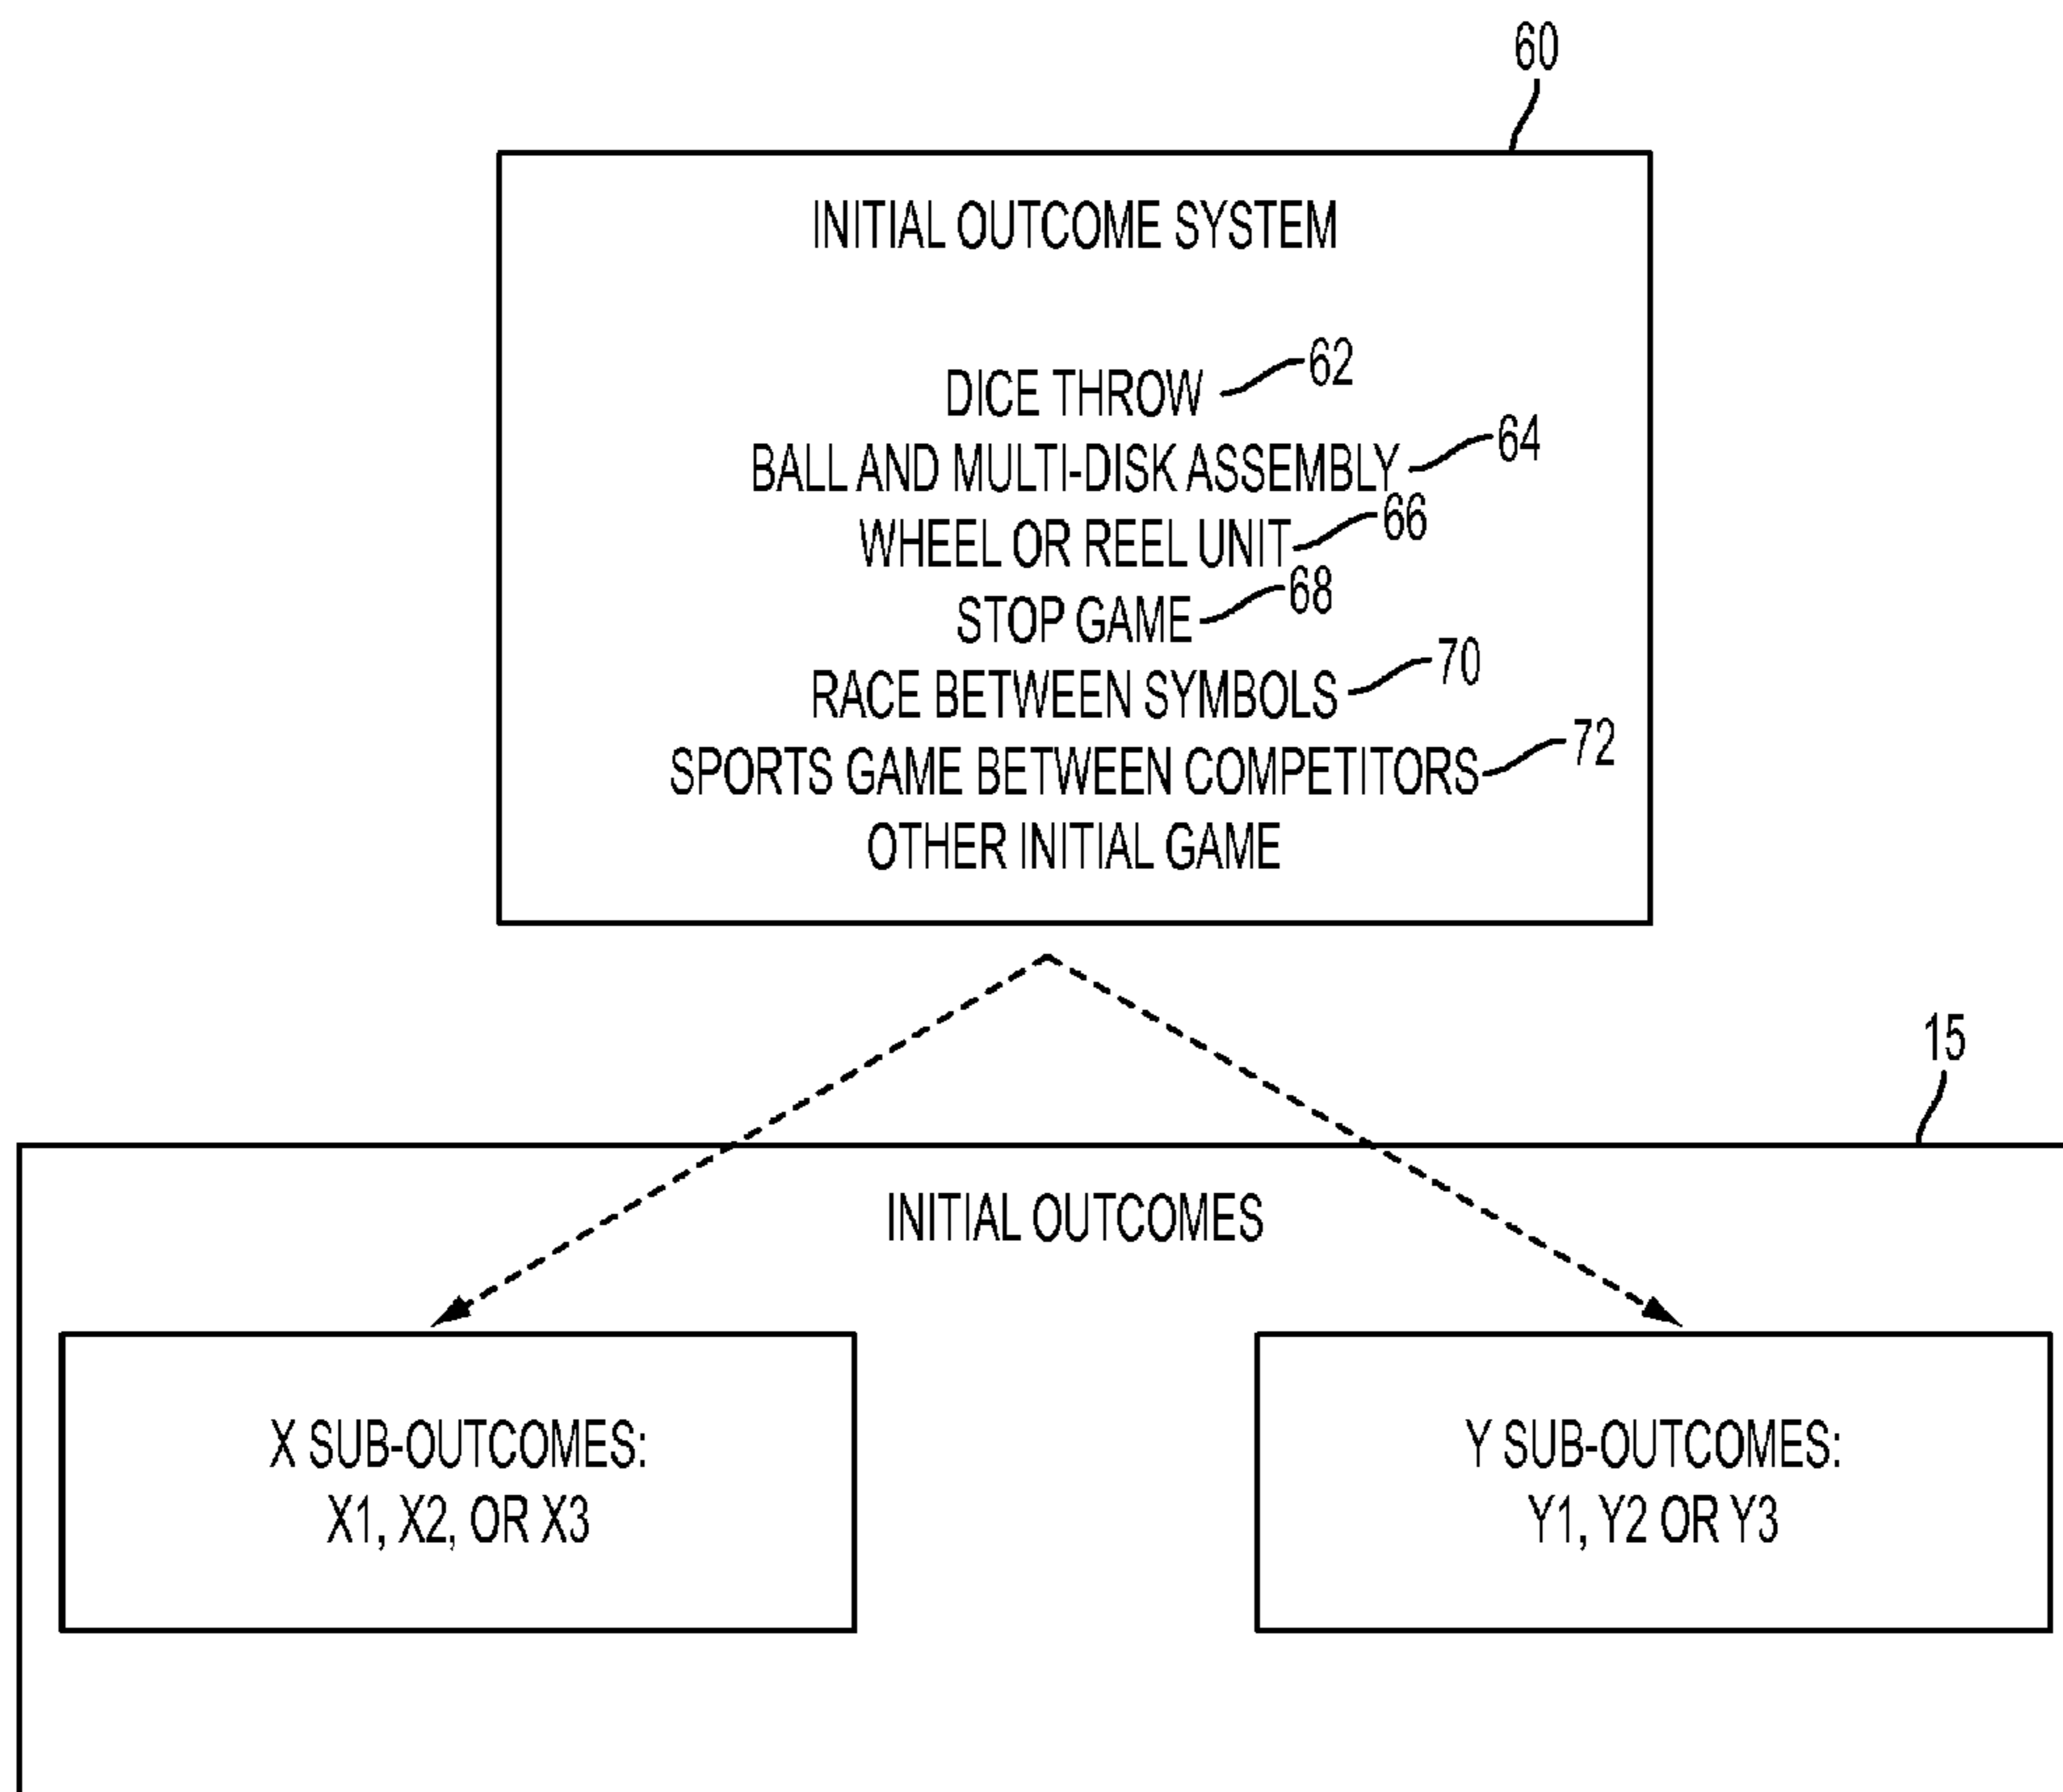 60
INITIAL OUTCOME SYSTEM
DICE THROW 62
BALL AND MULTI-DISK ASSEMBLY 64
WHEEL OR REEL UNIT 66
STOP GAME 68
RACE BETWEEN SYMBOLS 70
SPORTS GAME BETWEEN COMPETITORS 72
OTHER INITIAL GAME
15
INITIAL OUTCOMES
X SUB-OUTCOMES:
X1, X2, OR X3
Y SUB-OUTCOMES:
Y1, Y2 OR Y3